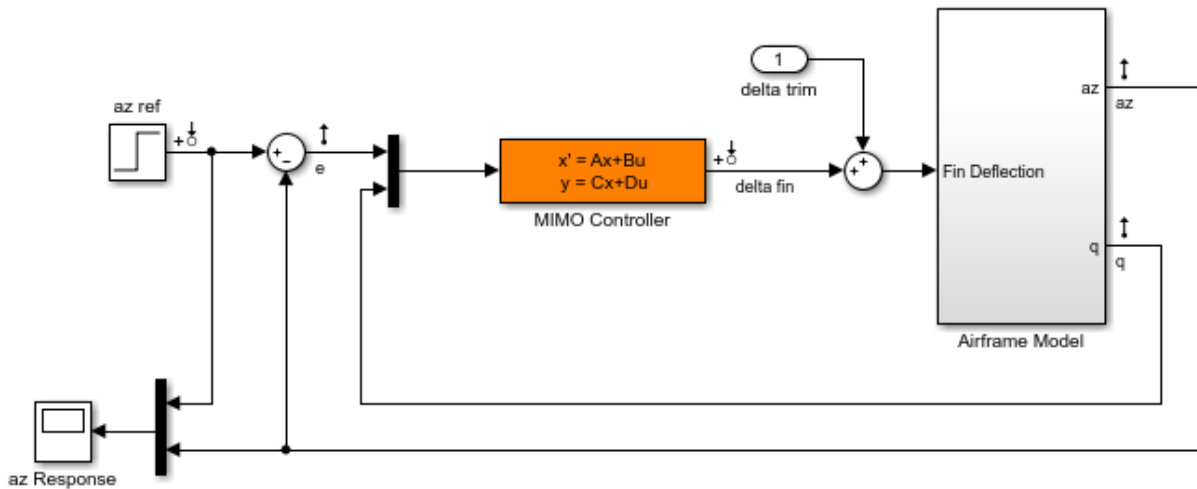 az ref
e
x' = Ax+Bu
y = Cx+Du
MIMO Controller
delta fin
1
delta trim
Fin Deflection
az
az
q
q
Airframe Model
az Response